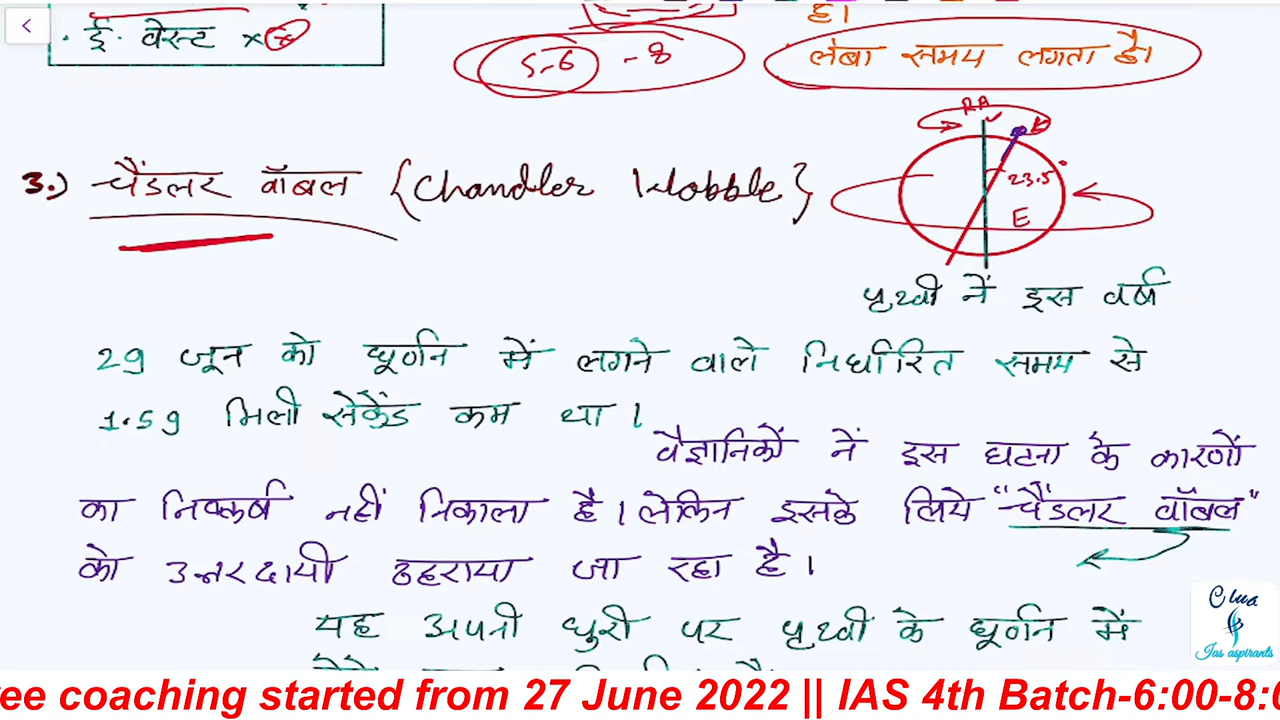 · ई· वेस्ट ×
है।
5-6 - 8
लंबा समय लगता है।
RA
23.5
E
3.) चैंडलर वॉबल {Chandler Wobble}
पृथ्वी नें इस वर्ष
29 जून को घूर्णन में लगने वाले निर्धारित समय से
1.59 मिली सेकेंड कम था।
वैज्ञानिकों नें इस घटना के कारणों
का निष्कर्ष नहीं निकाला है। लेकिन इसके लिये "चैंडलर वॉबल"
को उत्तरदायी ठहराया जा रहा है।
यह अपनी धुरी पर पृथ्वी के घूर्णन में
Clua
Ias aspirants
ee coaching started from 27 June 2022 || IAS 4th Batch-6:00-8:0